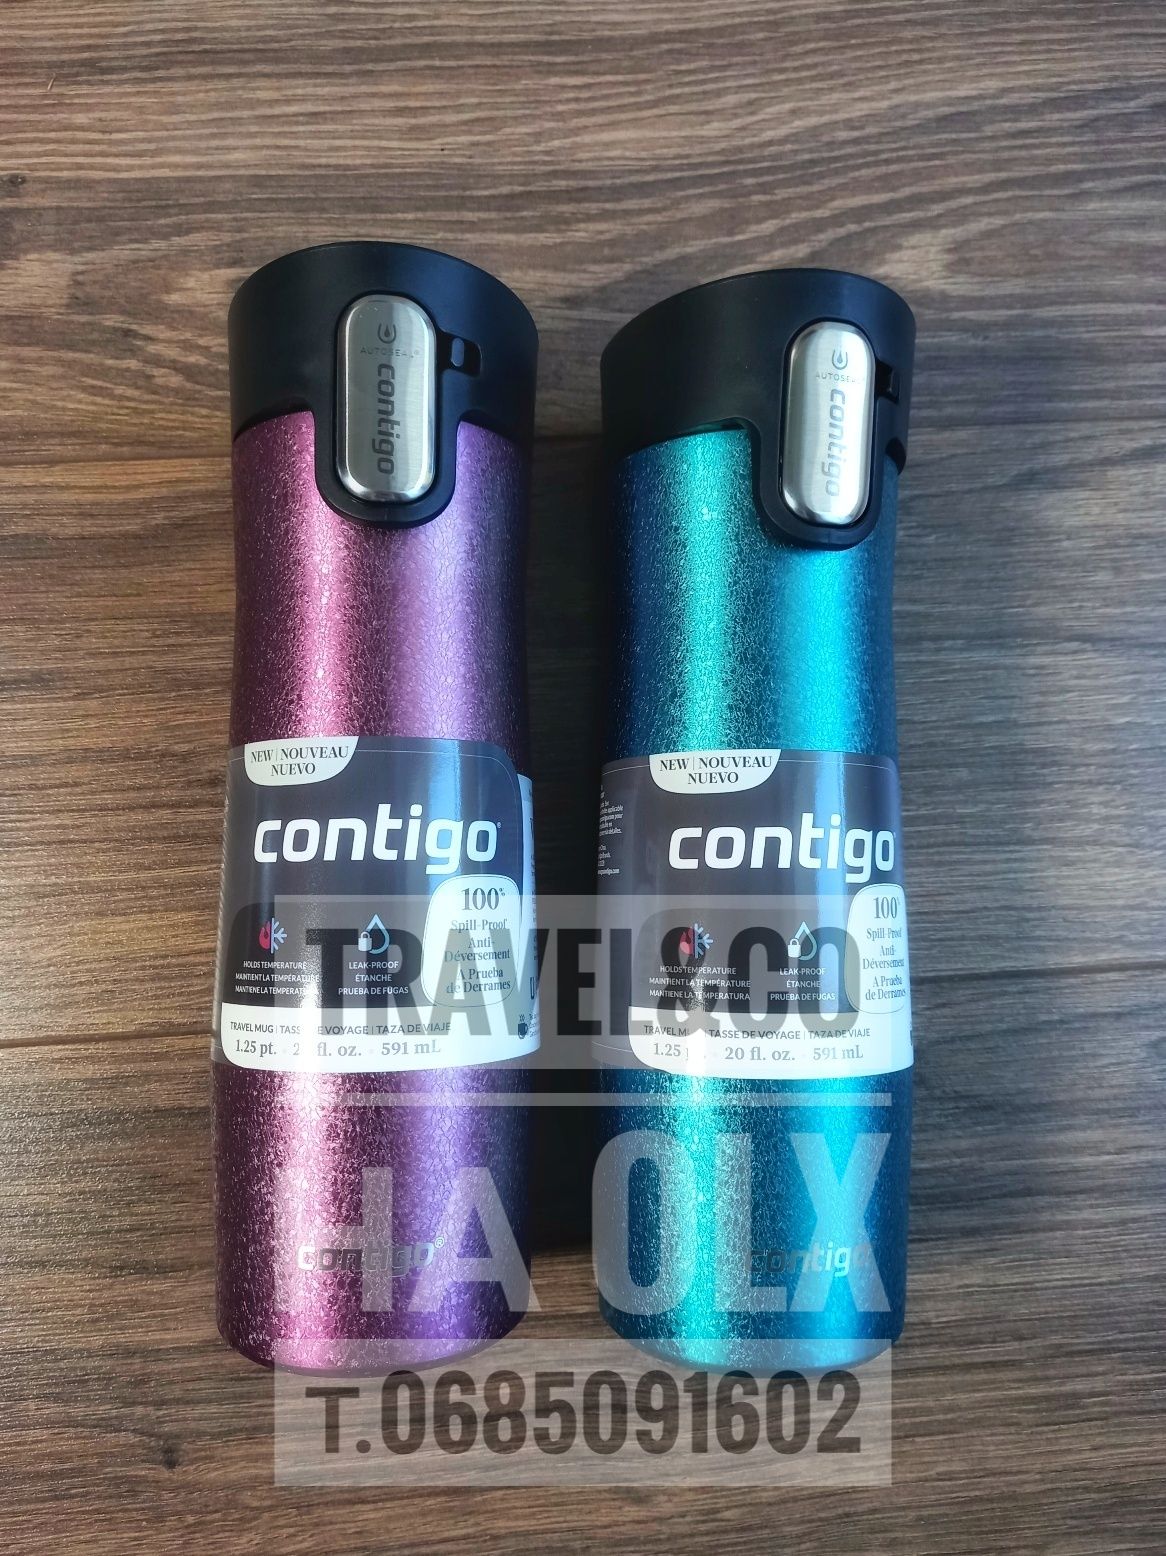 AUTOSEAL®
contigo
AUTOSEAL
contigo
NEW | NOUVEAU
NUEVO
contigo®
100%
Spill-Proof
Anti-
Déversement
A Prueba
de Derrames
HOLDS TEMPERATURE
MAINTIENT LA TEMPÉRATURE
MANTIENE LA TEMPERATURA
LEAK-PROOF
ÉTANCHE
PRUEBA DE FUGAS
TRAVEL MUG | TASSE DE VOYAGE | TAZA DE VIAJE
1.25 pt. · fl. oz. · 591 mL
contigo®
NEW | NOUVEAU
NUEVO
contigo
100%
Spill-Proof
Anti-
Déversement
A Prueba
de Derrames
HOLDS TEMPERATURE
MAINTIENT LA TEMPÉRATURE
MANTIENE LA TEMPERATURA
LEAK-PROOF
ÉTANCHE
PRUEBA DE FUGAS
TRAVEL | TASSE DE VOYAGE | TAZA DE VIAJE
1.25 · 20 fl. oz. · 591 mL
contigo
TRAVEL&CO
НА OLX
Т.0685091602